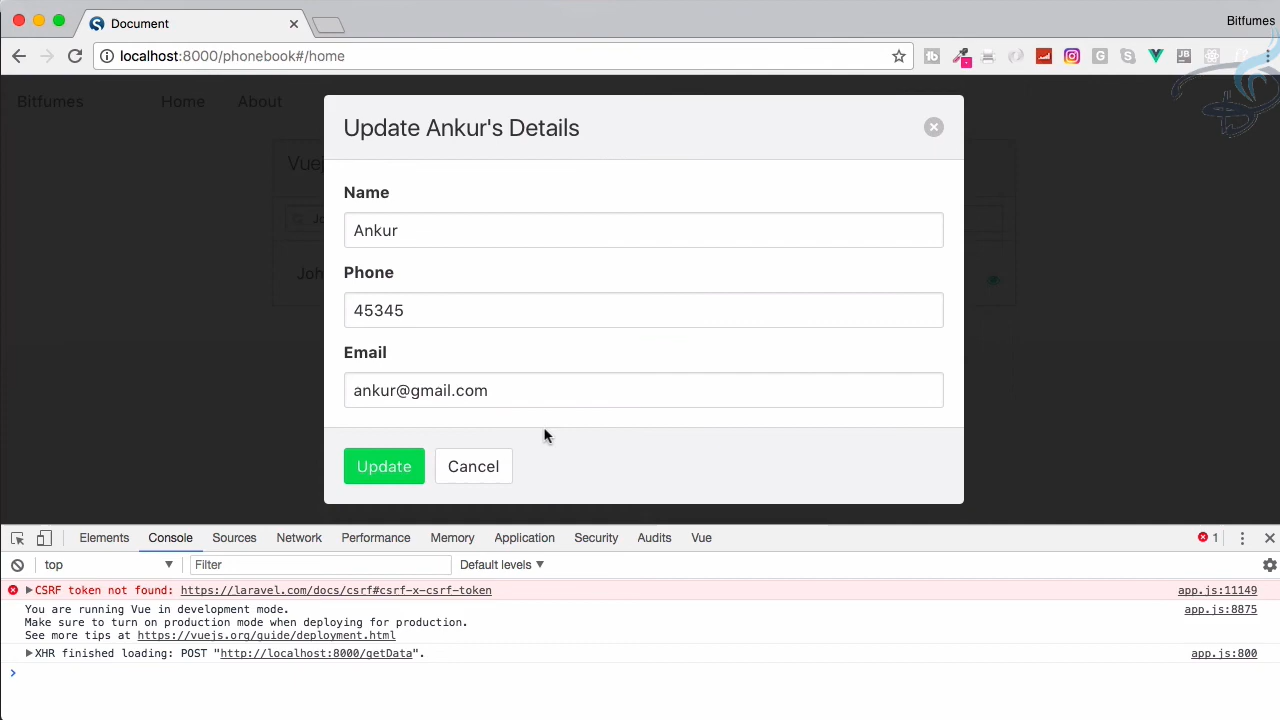 Document
Bitfumes
localhost:8000/phonebook#/home
Bitfumes Home About
Update Ankur's Details
Vue
Name
Jo
Ankur
Joh
Phone
45345
Email
ankur@gmail.com
Update Cancel
Elements Console Sources Network Performance Memory Application Security Audits Vue 1
top Filter Default levels
CSRF token not found: https://laravel.com/docs/csrf#csrf-x-csrf-token app.js:11149
You are running Vue in development mode. app.js:8875
Make sure to turn on production mode when deploying for production.
See more tips at https://vuejs.org/guide/deployment.html
XHR finished loading: POST "http://localhost:8000/getData". app.js:800